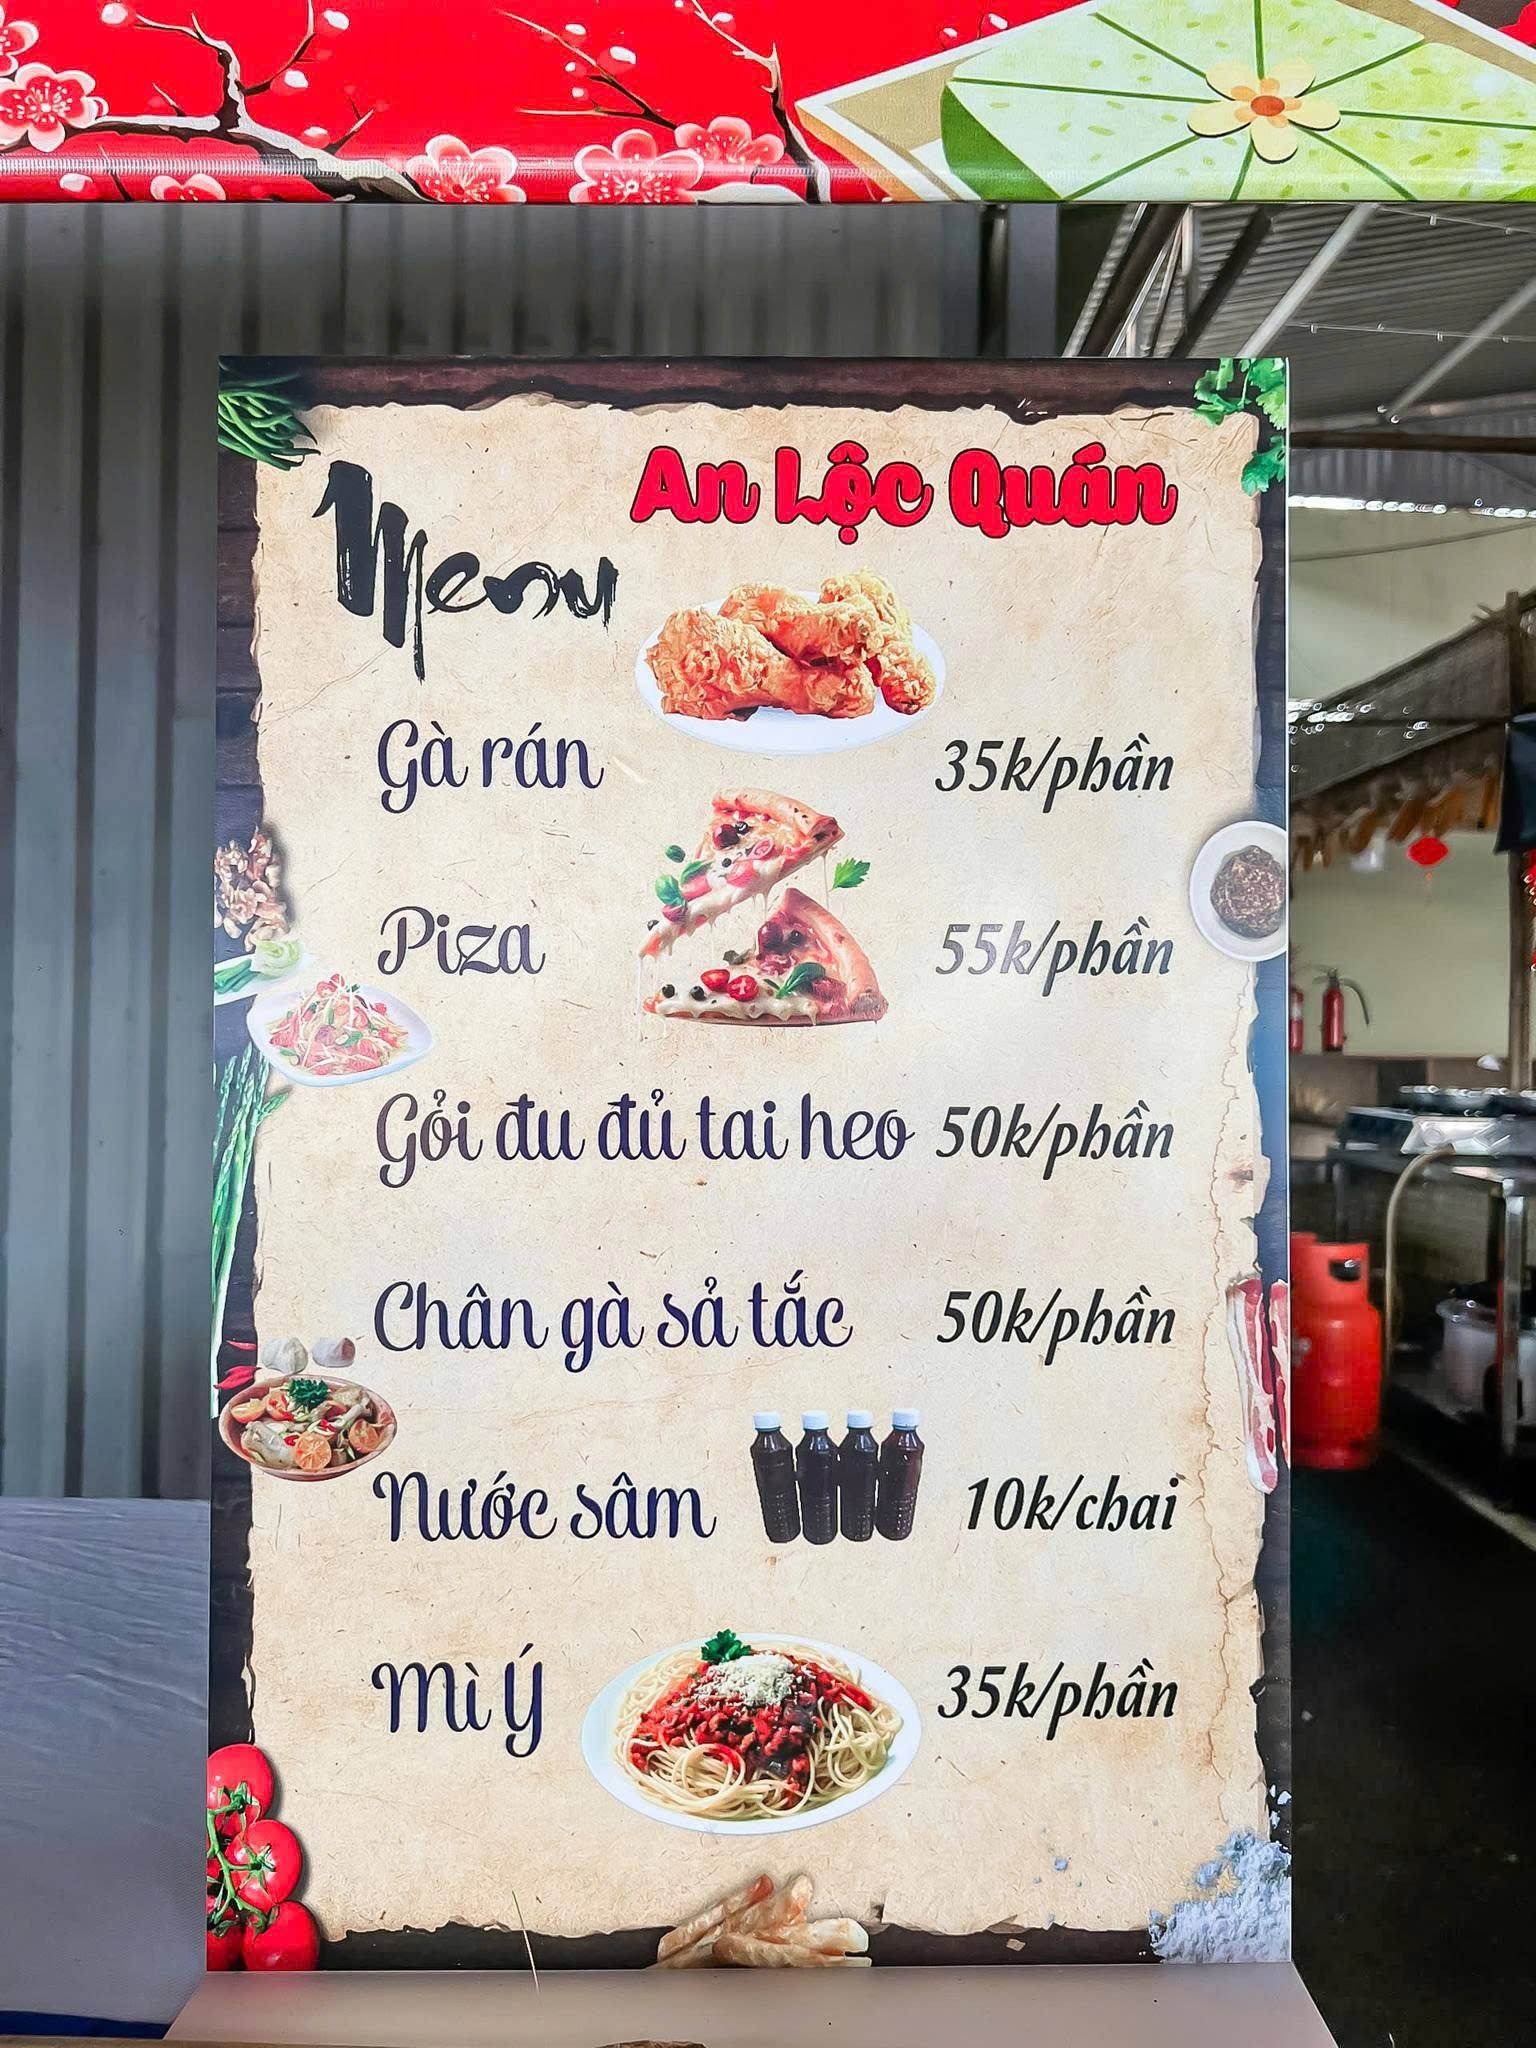 An Lộc Quán
Menu
Gà rán 35k/phần
Piza 55k/phần
Gỏi đu đủ tai heo 50k/phần
Chân gà sả tắc 50k/phần
Nước sâm 10k/chai
Mì Ý 35k/phần